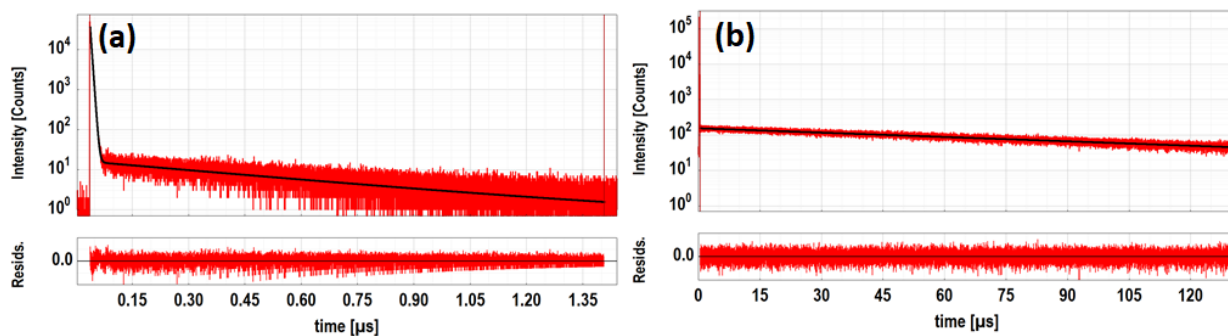 (a)
Intensity [Counts]
10⁴
10³
10²
10¹
10⁰
Resids.
0.0
0.15 0.30 0.45 0.60 0.75 0.90 1.05 1.20 1.35
time [µs]
(b)
Intensity [Counts]
10⁵
10⁴
10³
10²
10¹
10⁰
Resids.
0.0
0 15 30 45 60 75 90 105 120
time [µs]